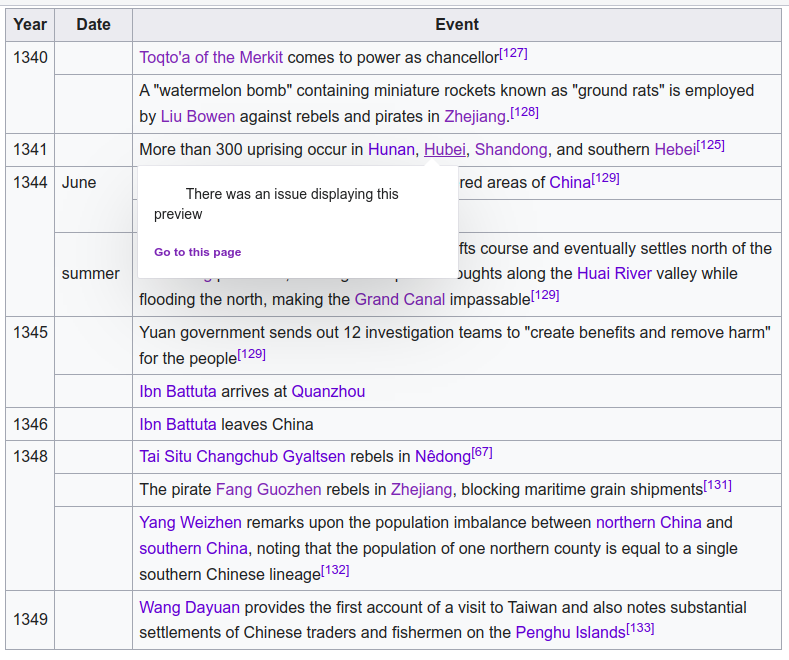 Year Date Event
1340 Toqto'a of the Merkit comes to power as chancellor[127]
A "watermelon bomb" containing miniature rockets known as "ground rats" is employed
by Liu Bowen against rebels and pirates in Zhejiang.[128]
1341 More than 300 uprising occur in Hunan, Hubei, Shandong, and southern Hebei[125]
1344 June red areas of China[129]
There was an issue displaying this
preview
Go to this page
fts course and eventually settles north of the
summer oughts along the Huai River valley while
flooding the north, making the Grand Canal impassable[129]
1345 Yuan government sends out 12 investigation teams to "create benefits and remove harm"
for the people[129]
Ibn Battuta arrives at Quanzhou
1346 Ibn Battuta leaves China
1348 Tai Situ Changchub Gyaltsen rebels in Nêdong[67]
The pirate Fang Guozhen rebels in Zhejiang, blocking maritime grain shipments[131]
Yang Weizhen remarks upon the population imbalance between northern China and
southern China, noting that the population of one northern county is equal to a single
southern Chinese lineage[132]
1349 Wang Dayuan provides the first account of a visit to Taiwan and also notes substantial
settlements of Chinese traders and fishermen on the Penghu Islands[133]